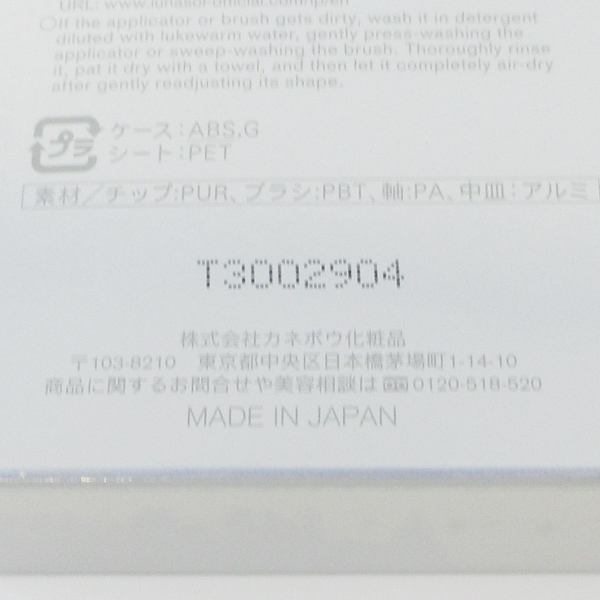 URL: www.lunasol-official.com/jp/en
○If the applicator or brush gets dirty, wash it in detergent
diluted with lukewarm water, gently press-washing the
applicator or sweep-washing the brush. Thoroughly rinse
it, pat it dry with a towel, and then let it completely air-dry
after gently readjusting its shape.
プラ ケース:ABS,G
シート:PET
素材／チップ:PUR、ブラシ:PBT、軸:PA、中皿:アルミ
T3002904
株式会社カネボウ化粧品
〒103-8210 東京都中央区日本橋茅場町1-14-10
商品に関するお問合せや美容相談は 0120-518-520
MADE IN JAPAN